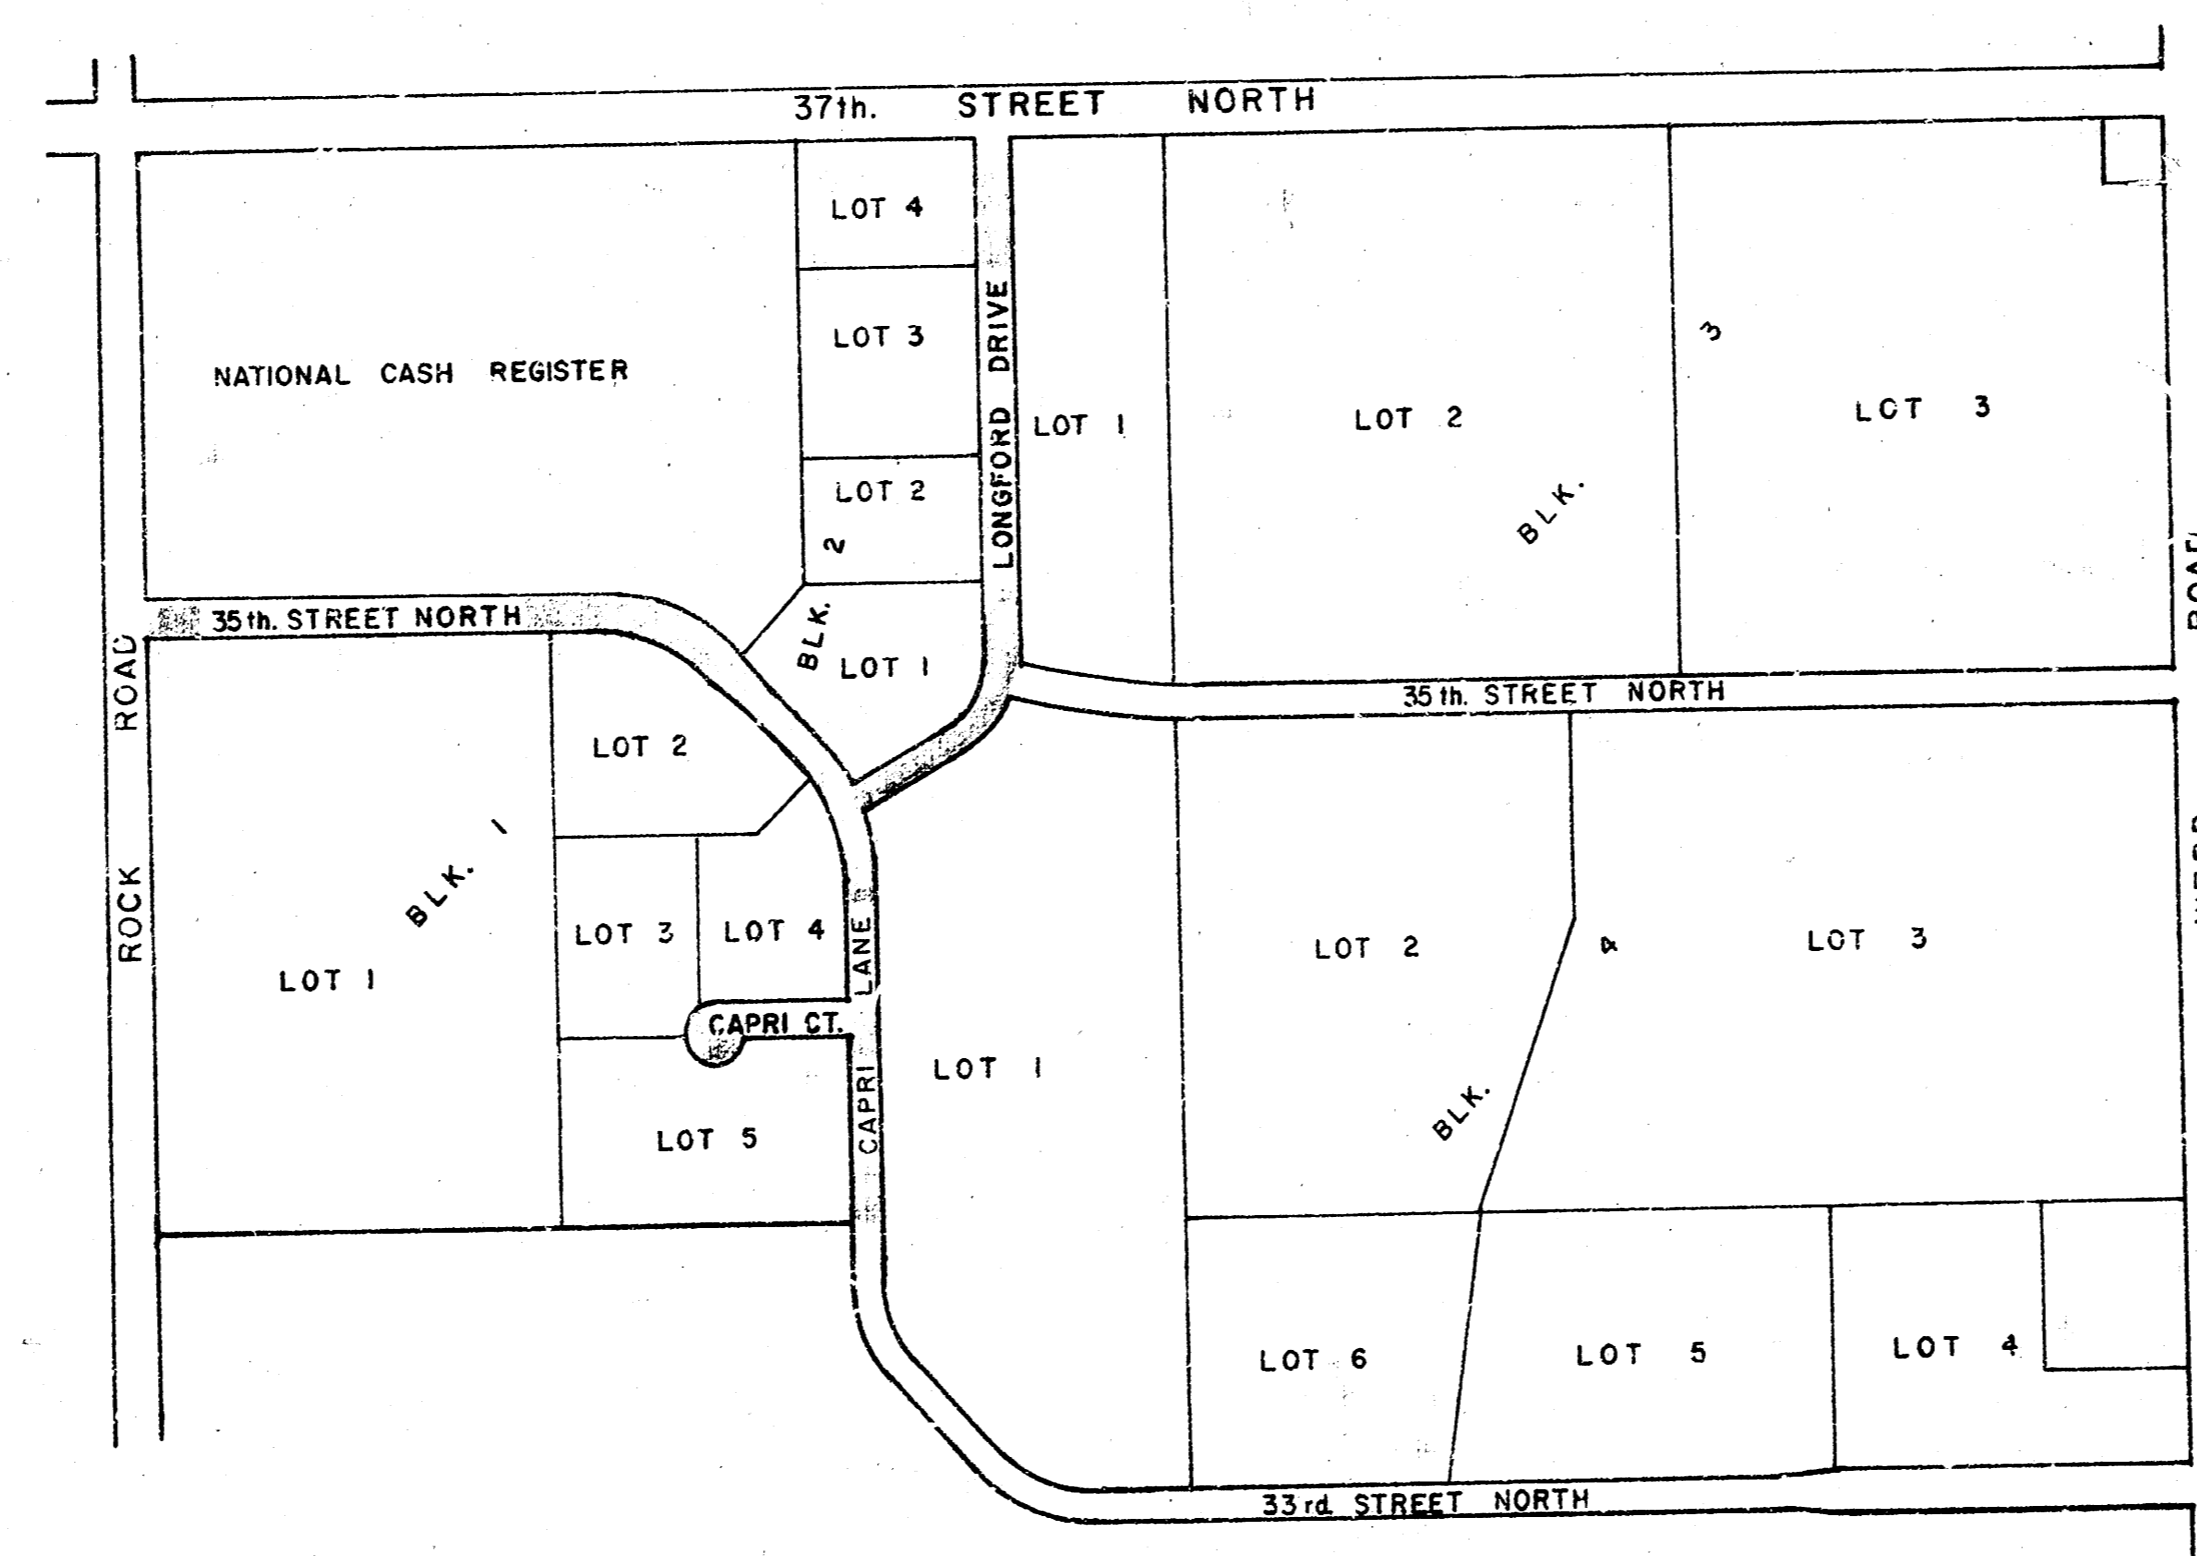 37th. STREET NORTH
LOT 4
LOT 3
LOT 2
2
BLK.
LOT 1
LONGFORD DRIVE
NATIONAL CASH REGISTER
LOT 1
LOT 2
BLK.
3
LOT 3
ROAD
35th. STREET NORTH
35th. STREET NORTH
ROCK ROAD
LOT 2
BLK. 1
LOT 1
LOT 3
LOT 4
CAPRI CT.
LOT 5
CAPRI LANE
LOT 1
LOT 2
BLK.
4
LOT 3
LOT 6
LOT 5
LOT 4
33rd STREET NORTH